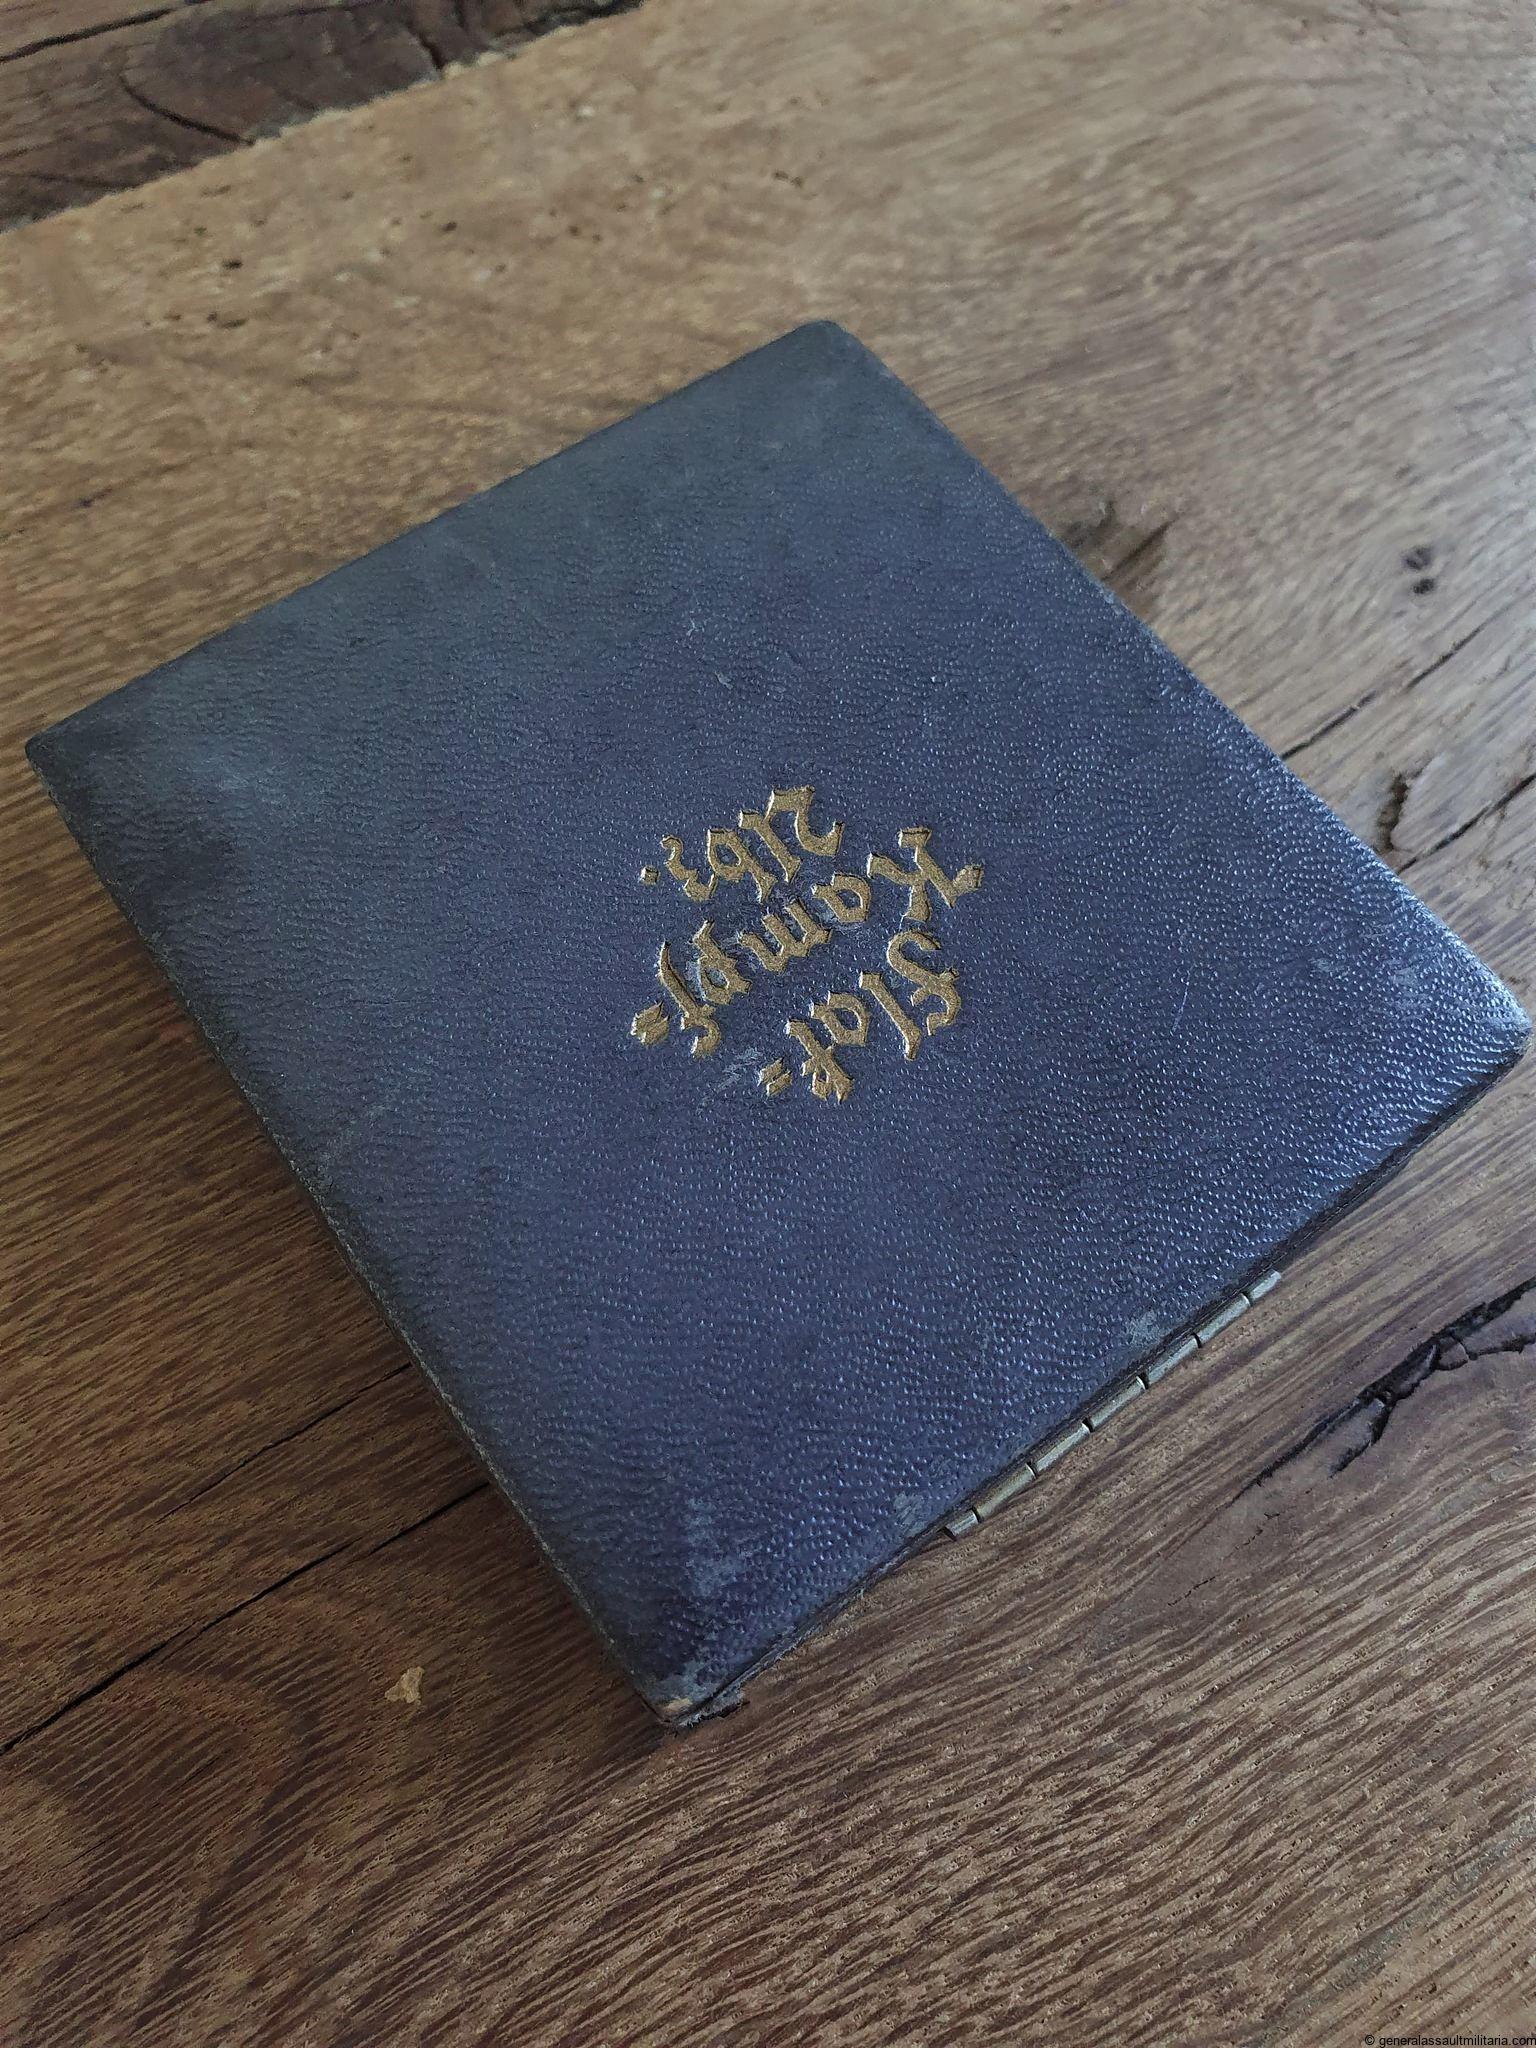 Flak=
Kampf=
Abz.
© generalassaultmilitaria.com